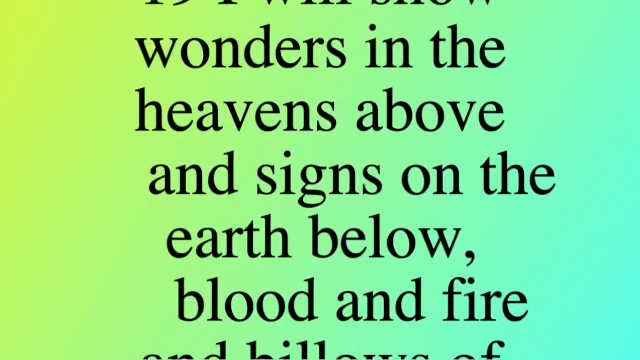 19 I will show
wonders in the
heavens above
and signs on the
earth below,
blood and fire
and billows of